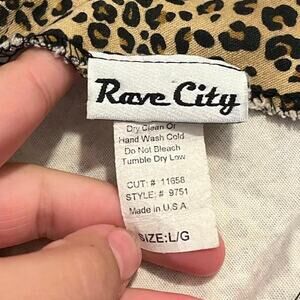 Rave City
Dry Clean Or
Hand Wash Cold
Do Not Bleach
Tumble Dry Low
CUT: # 11658
STYLE: # 9751
Made in U.S.A.
SIZE:L/G